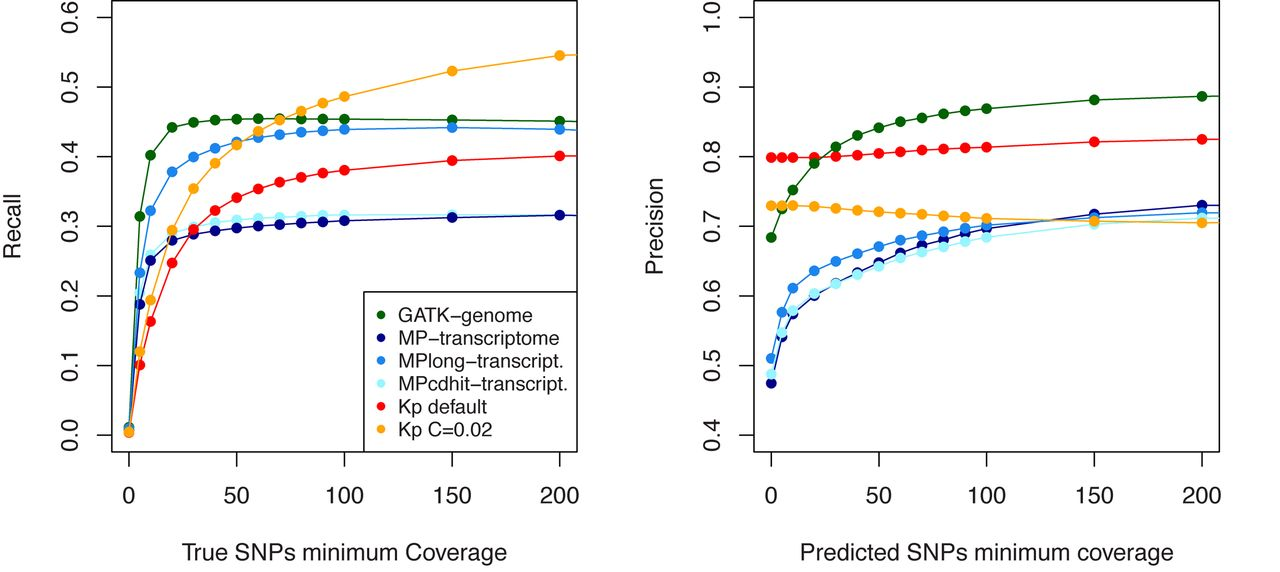 Recall
0.6
0.5
0.4
0.3
0.2
0.1
0.0
GATK−genome
MP−transcriptome
MPlong−transcript.
MPcdhit−transcript.
Kp default
Kp C=0.02
0 50 100 150 200
True SNPs minimum Coverage
Precision
1.0
0.9
0.8
0.7
0.6
0.5
0.4
0 50 100 150 200
Predicted SNPs minimum coverage